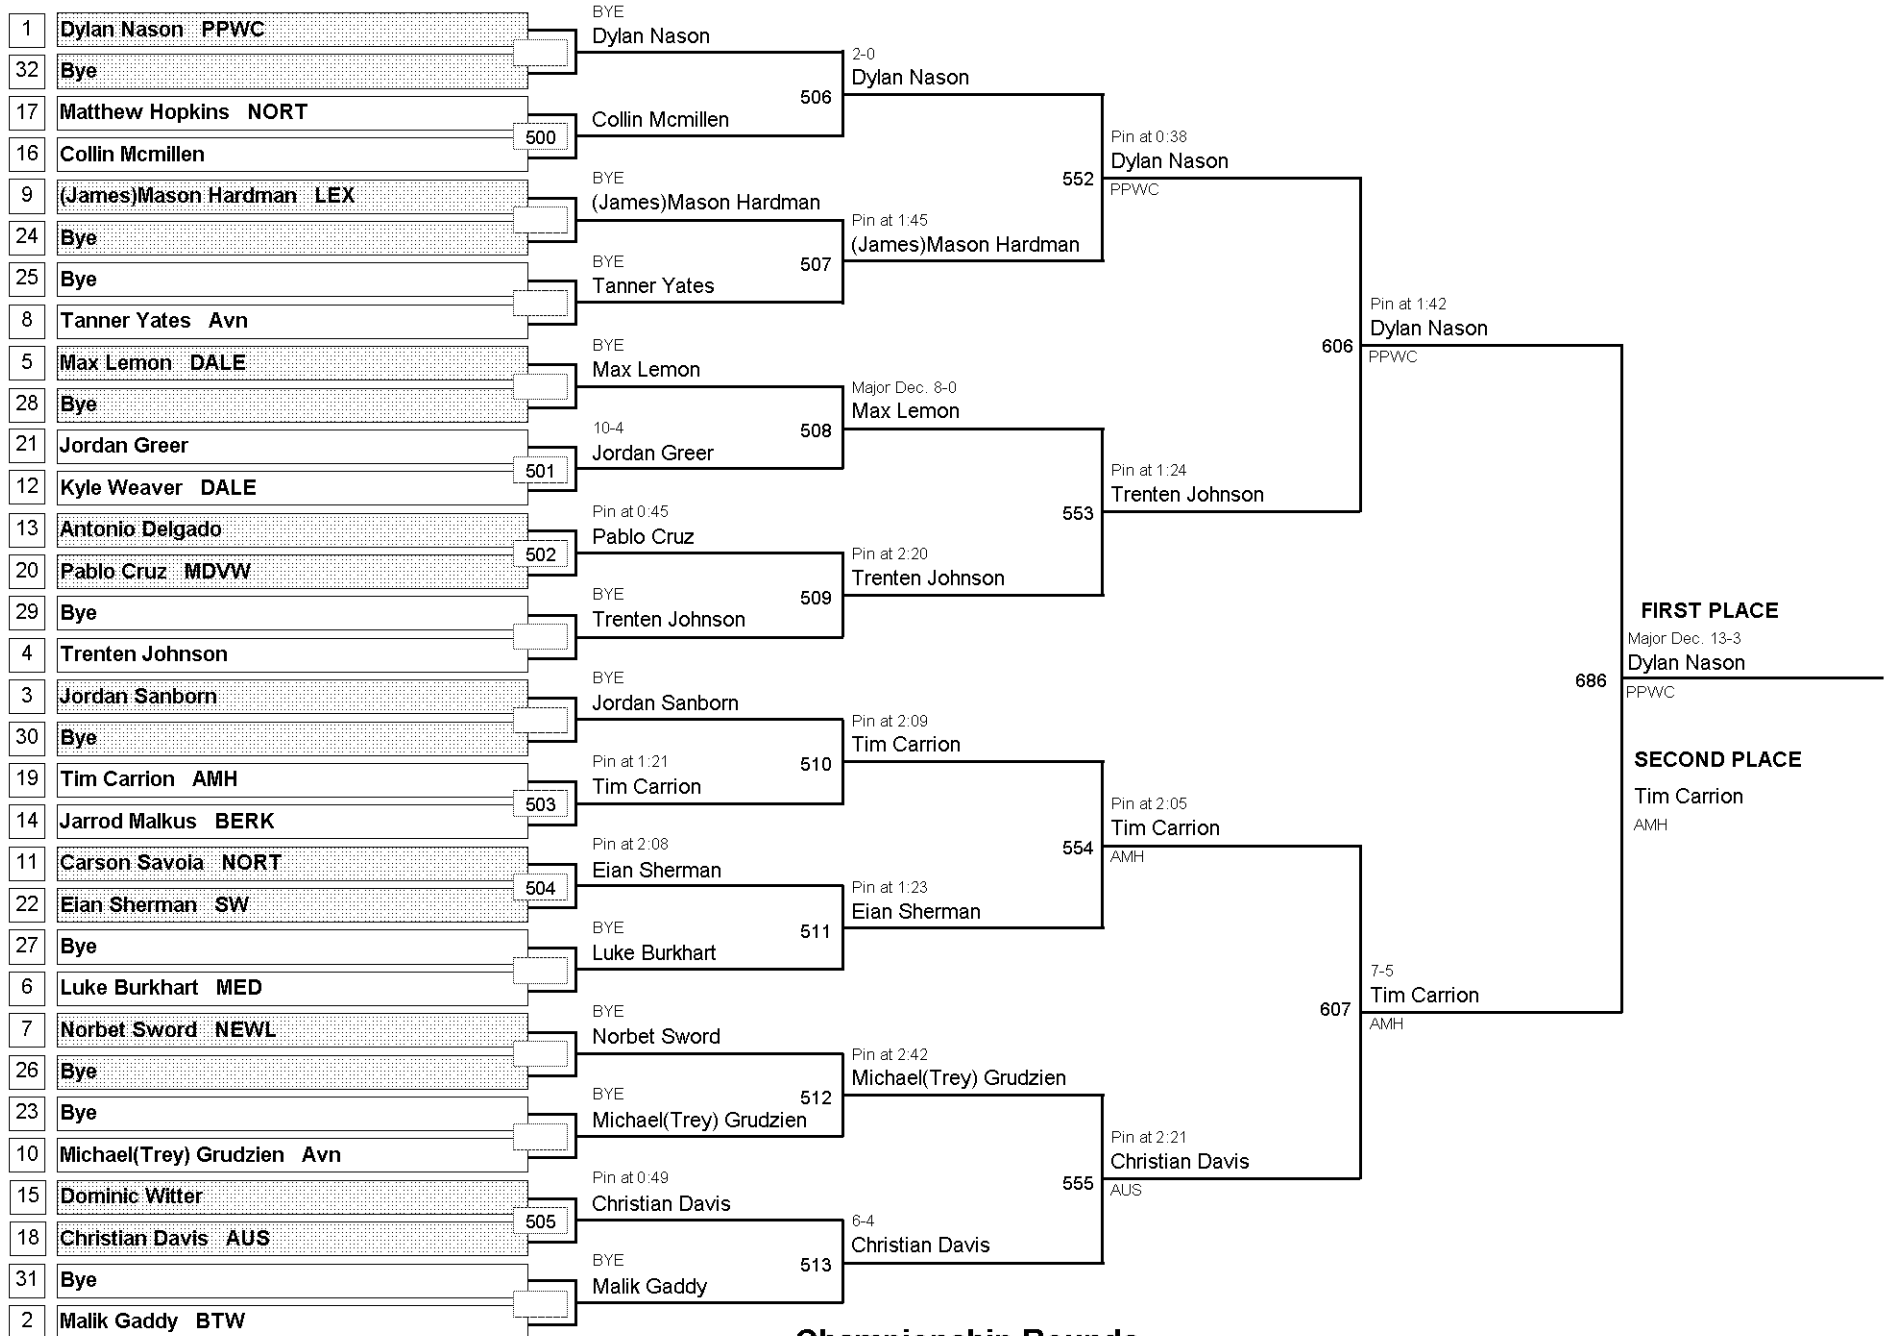 1 Dylan Nason PPWC
32 Bye
17 Matthew Hopkins NORT
16 Collin Mcmillen
9 (James)Mason Hardman LEX
24 Bye
25 Bye
8 Tanner Yates Avn
5 Max Lemon DALE
28 Bye
21 Jordan Greer
12 Kyle Weaver DALE
13 Antonio Delgado
20 Pablo Cruz MDVW
29 Bye
4 Trenten Johnson
3 Jordan Sanborn
30 Bye
19 Tim Carrion AMH
14 Jarrod Malkus BERK
11 Carson Savoia NORT
22 Eian Sherman SW
27 Bye
6 Luke Burkhart MED
7 Norbet Sword NEWL
26 Bye
23 Bye
10 Michael(Trey) Grudzien Avn
15 Dominic Witter
18 Christian Davis AUS
31 Bye
2 Malik Gaddy BTW
500
501
502
503
504
505
BYE
Dylan Nason
Collin Mcmillen
BYE
(James)Mason Hardman
BYE
Tanner Yates
BYE
Max Lemon
10-4
Jordan Greer
Pin at 0:45
Pablo Cruz
BYE
Trenten Johnson
BYE
Jordan Sanborn
Pin at 1:21
Tim Carrion
Pin at 2:08
Eian Sherman
BYE
Luke Burkhart
BYE
Norbet Sword
BYE
Michael(Trey) Grudzien
Pin at 0:49
Christian Davis
BYE
Malik Gaddy
506
507
508
509
510
511
512
513
2-0
Dylan Nason
Pin at 1:45
(James)Mason Hardman
Major Dec. 8-0
Max Lemon
Pin at 2:20
Trenten Johnson
Pin at 2:09
Tim Carrion
Pin at 1:23
Eian Sherman
Pin at 2:42
Michael(Trey) Grudzien
6-4
Christian Davis
552
553
554
555
Pin at 0:38
Dylan Nason
PPWC
Pin at 1:24
Trenten Johnson
Pin at 2:05
Tim Carrion
AMH
Pin at 2:21
Christian Davis
AUS
606
607
Pin at 1:42
Dylan Nason
PPWC
7-5
Tim Carrion
AMH
686
FIRST PLACE
Major Dec. 13-3
Dylan Nason
PPWC
SECOND PLACE
Tim Carrion
AMH
Championship Rounds